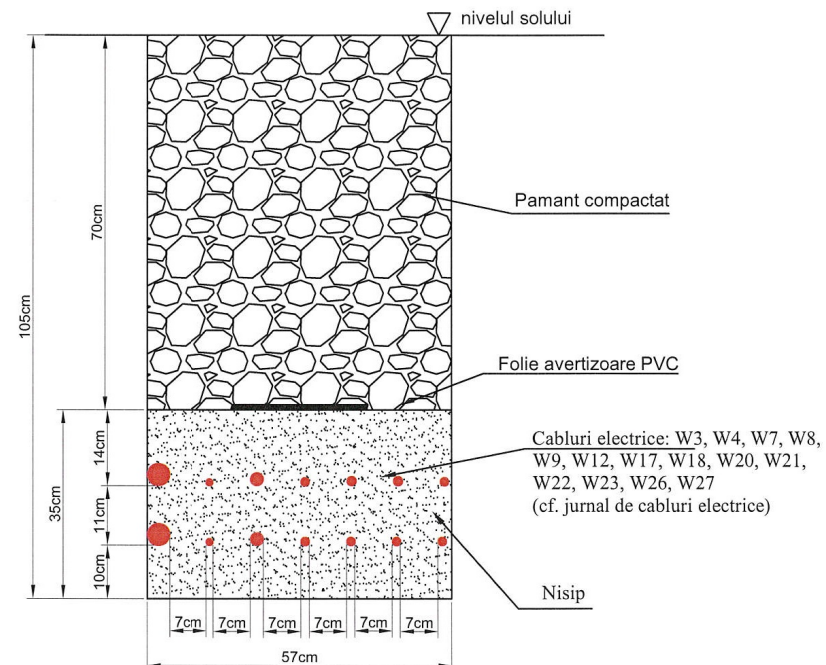 nivelul solului
Pamant compactat
70cm
105cm
Folie avertizoare PVC
Cabluri electrice: W3, W4, W7, W8,
W9, W12, W17, W18, W20, W21,
W22, W23, W26, W27
(cf. jurnal de cabluri electrice)
14cm
35cm
11cm
10cm
Nisip
7cm 7cm 7cm 7cm 7cm 7cm
57cm